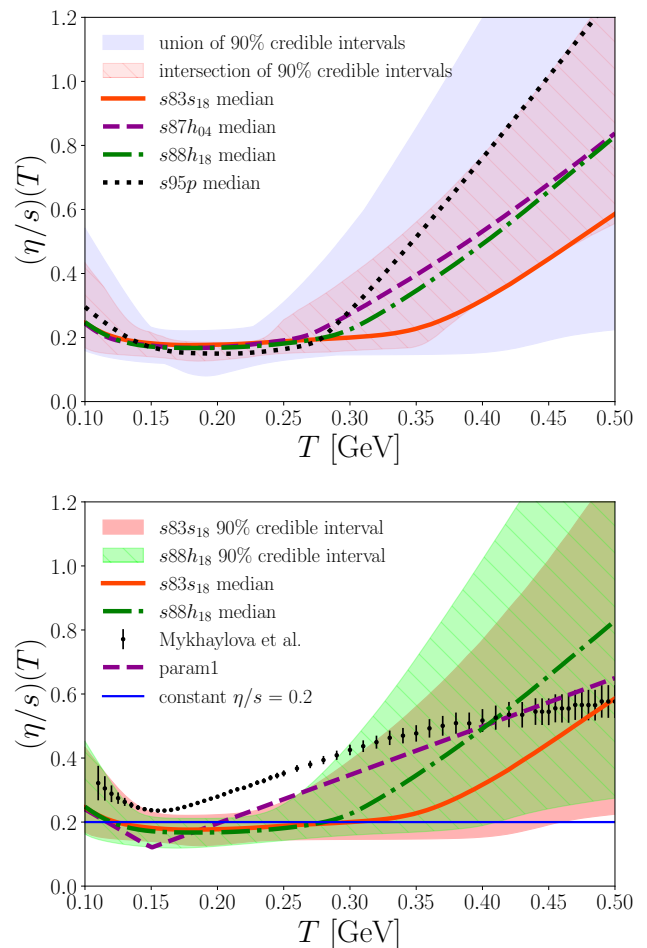 1.2
1.0
0.8
0.6
0.4
0.2
0.0
(η/s)(T)
union of 90% credible intervals
intersection of 90% credible intervals
s83s₁₈ median
s87h₀₄ median
s88h₁₈ median
s95p median
0.10 0.15 0.20 0.25 0.30 0.35 0.40 0.45 0.50
T [GeV]
1.2
1.0
0.8
0.6
0.4
0.2
0.0
(η/s)(T)
s83s₁₈ 90% credible interval
s88h₁₈ 90% credible interval
s83s₁₈ median
s88h₁₈ median
Mykhaylova et al.
param1
constant η/s = 0.2
0.10 0.15 0.20 0.25 0.30 0.35 0.40 0.45 0.50
T [GeV]